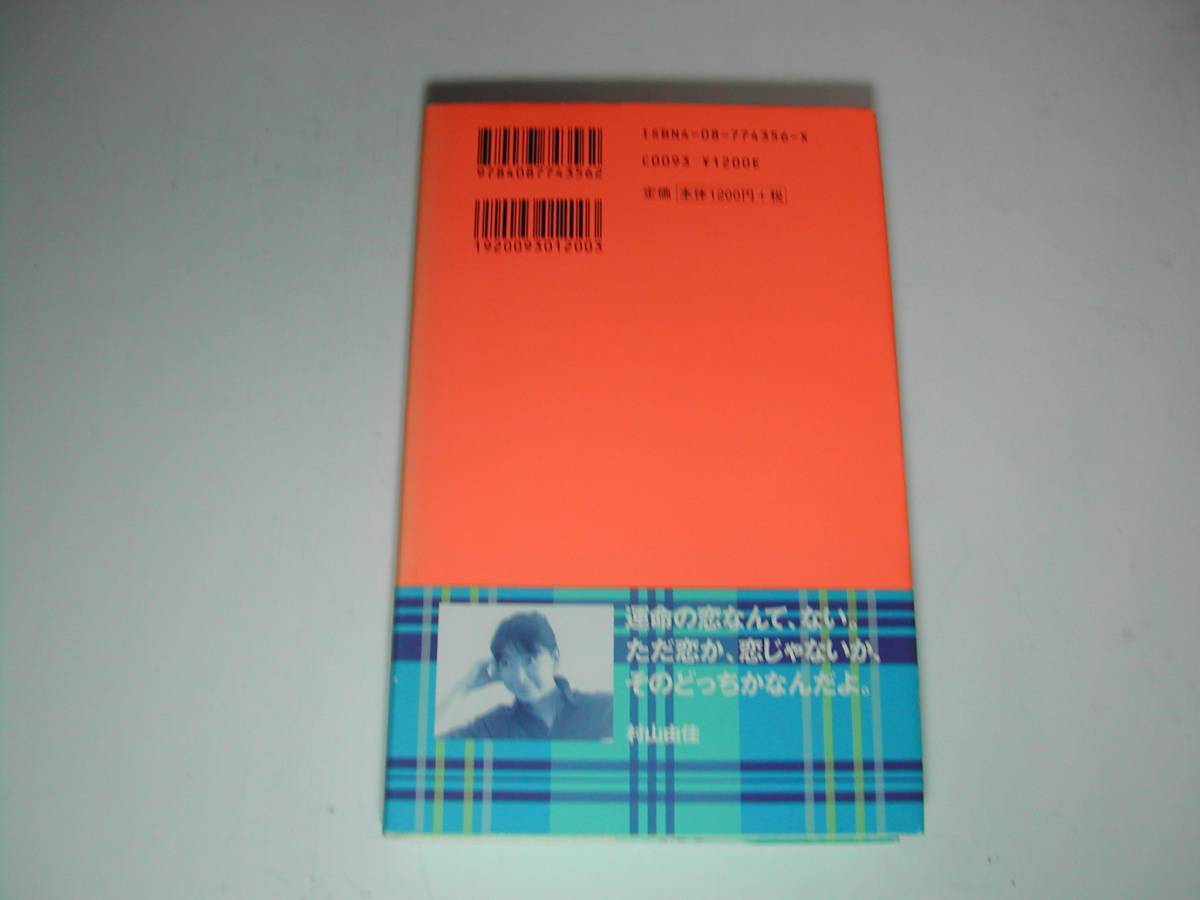 ISBN4-08-774356-X
9784087743562
C0093 ¥1200E
定価 本体1200円+税
1920093012003
運命の恋なんて、ない。
ただ恋か、恋じゃないか、
そのどっちかなんだよ。
村山由佳